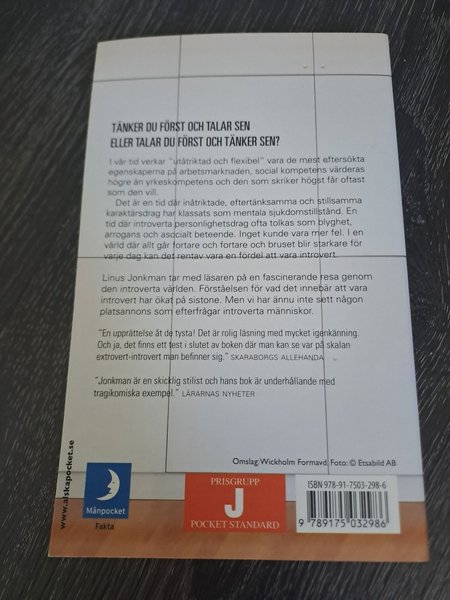 TÄNKER DU FÖRST OCH TALAR SEN
ELLER TALAR DU FÖRST OCH TÄNKER SEN?
I vår tid verkar "utåtriktad och flexibel" vara de mest eftersökta
egenskaperna på arbetsmarknaden, social kompetens värderas
högre än yrkeskompetens och den som skriker högst får oftast
som den vill.
Det är en tid där inåtriktade, eftertänksamma och stillsamma
karaktärsdrag har klassats som mentala sjukdomstillstånd. En
tid där introverta personlighetsdrag ofta tolkas som blyghet,
arrogans och asocialt beteende. Inget kunde vara mer fel. I en
värld där allt går fortare och fortare och bruset blir starkare för
varje dag kan det rentav vara en fördel att vara introvert.
Linus Jonkman tar med läsaren på en fascinerande resa genom
den introverta världen. Förståelsen för vad det innebär att vara
introvert har ökat på sistone. Men vi har ännu inte sett någon
platsannons som efterfrågar introverta människor.
"En upprättelse åt de tysta! Det är rolig läsning med mycket igenkänning.
Och ja, det finns ett test i slutet av boken där man kan se var på skalan
extrovert-introvert man befinner sig." SKARABORGS ALLEHANDA
"Jonkman är en skicklig stilist och hans bok är underhållande med
tragikomiska exempel." LÄRARNAS NYHETER
Omslag: Wickholm Formavd. Foto: © Etsabild AB
www.alskapocket.se
Månpocket
Fakta
PRISGRUPP
J
POCKET STANDARD
ISBN 978-91-7503-298-6
9 789175 032986